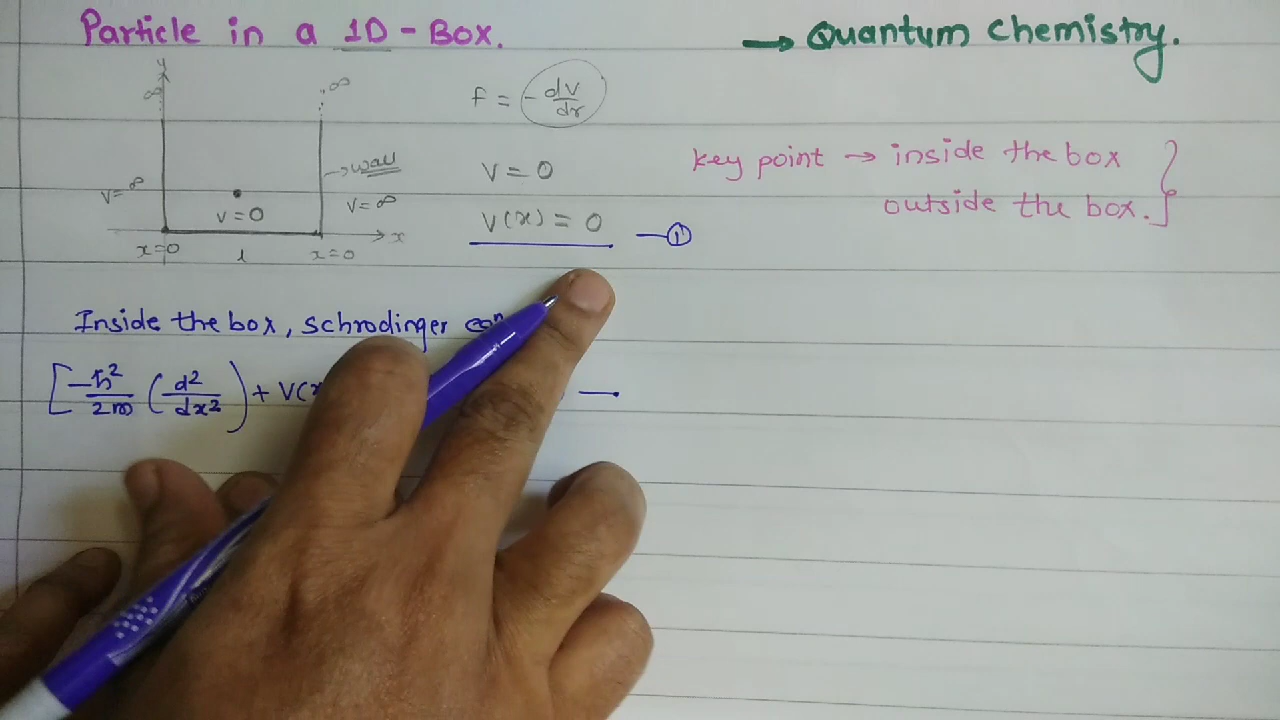 Particle in a 1D - Box.
→ Quantum Chemistry.
y
∞
∞
V=∞
V=0
→ wall
V=∞
x=0
l
x=0
x
F = -dV/dx
V=0
V(x) = 0 —①
key point → inside the box
outside the box.
Inside the box, schrodinger
[-ħ²/2m (d²/dx²) + V(x